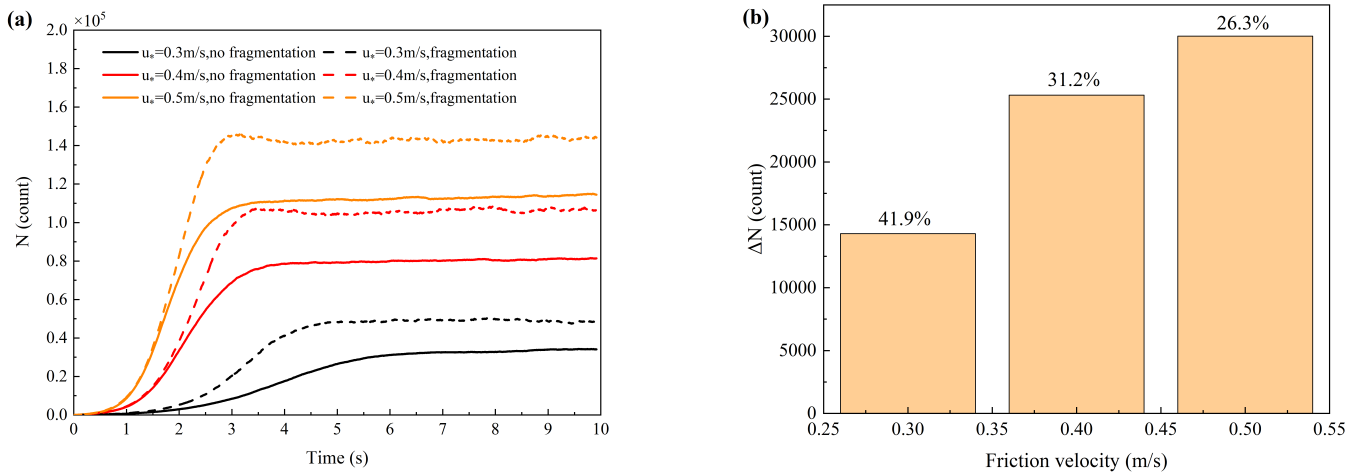 (a)
×10⁵
2.0
1.8
1.6
1.4
1.2
1.0
0.8
0.6
0.4
0.2
0.0
N (count)
u*=0.3m/s,no fragmentation
u*=0.3m/s,fragmentation
u*=0.4m/s,no fragmentation
u*=0.4m/s,fragmentation
u*=0.5m/s,no fragmentation
u*=0.5m/s,fragmentation
0 1 2 3 4 5 6 7 8 9 10
Time (s)
(b)
30000
25000
20000
15000
10000
5000
0
ΔN (count)
41.9%
31.2%
26.3%
0.25 0.30 0.35 0.40 0.45 0.50 0.55
Friction velocity (m/s)